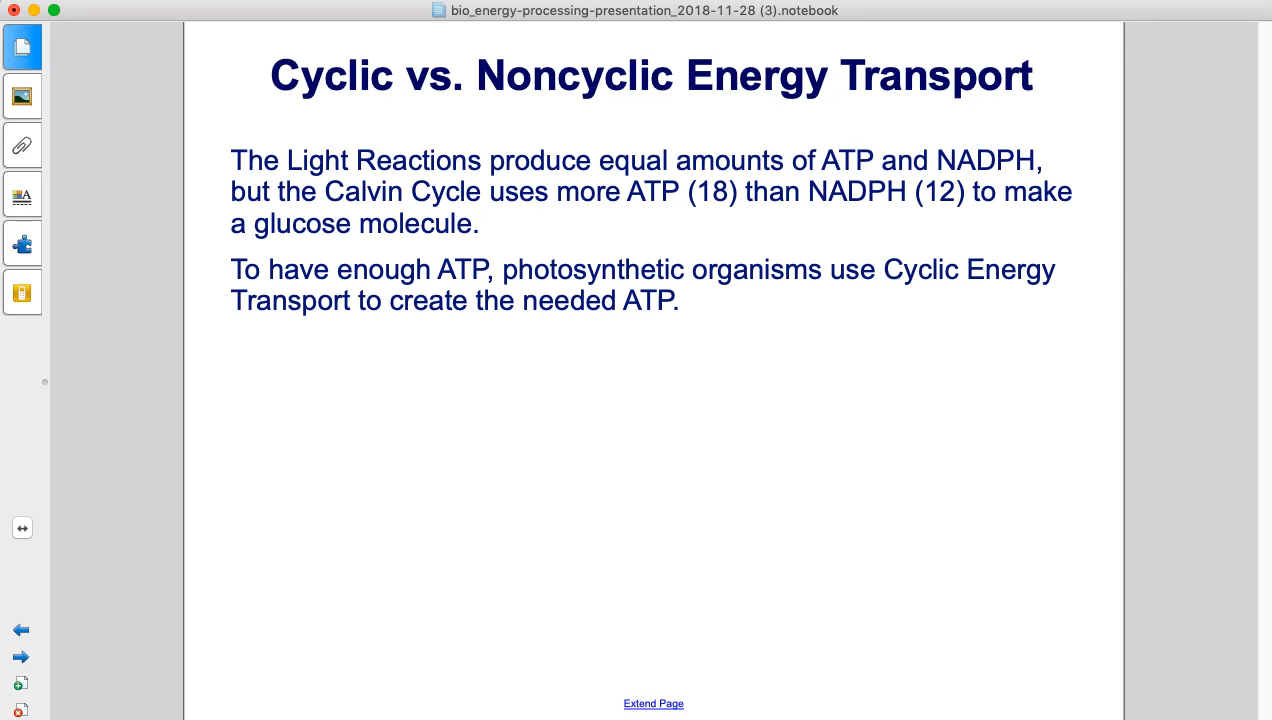 bio_energy-processing-presentation_2018-11-28 (3).notebook
Cyclic vs. Noncyclic Energy Transport
The Light Reactions produce equal amounts of ATP and NADPH,
but the Calvin Cycle uses more ATP (18) than NADPH (12) to make
a glucose molecule.
To have enough ATP, photosynthetic organisms use Cyclic Energy
Transport to create the needed ATP.
Extend Page